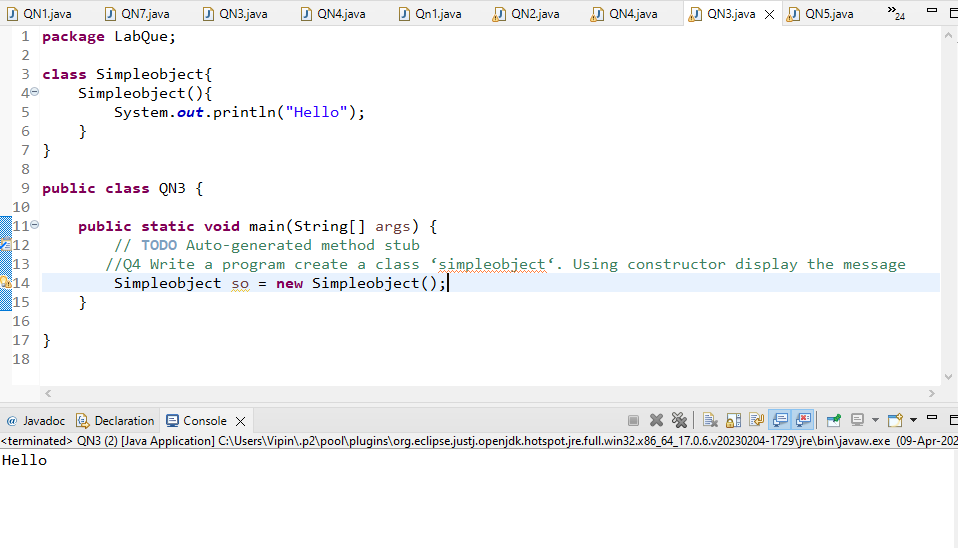 QN1.java QN7.java QN3.java QN4.java Qn1.java QN2.java QN4.java QN3.java QN5.java »24
1 package LabQue;
2
3 class Simpleobject{
4 Simpleobject(){
5 System.out.println("Hello");
6 }
7 }
8
9 public class QN3 {
10
11 public static void main(String[] args) {
12 // TODO Auto-generated method stub
13 //Q4 Write a program create a class ‘simpleobject‘. Using constructor display the message
14 Simpleobject so = new Simpleobject();
15 }
16
17 }
18
@ Javadoc Declaration Console
<terminated> QN3 (2) [Java Application] C:\Users\Vipin\.p2\pool\plugins\org.eclipse.justj.openjdk.hotspot.jre.full.win32.x86_64_17.0.6.v20230204-1729\jre\bin\javaw.exe (09-Apr-202
Hello